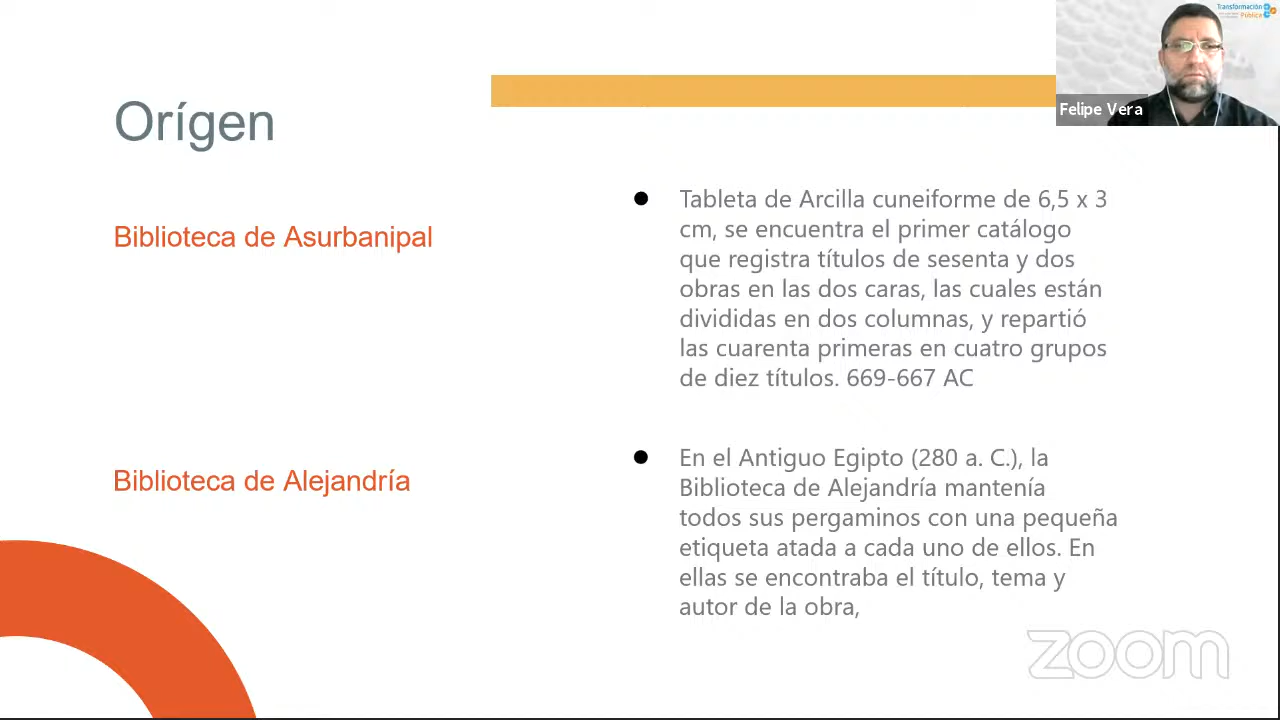 Transformación
Pública
Felipe Vera
Orígen
Biblioteca de Asurbanipal
Tableta de Arcilla cuneiforme de 6,5 x 3
cm, se encuentra el primer catálogo
que registra títulos de sesenta y dos
obras en las dos caras, las cuales están
divididas en dos columnas, y repartió
las cuarenta primeras en cuatro grupos
de diez títulos. 669-667 AC
Biblioteca de Alejandría
En el Antiguo Egipto (280 a. C.), la
Biblioteca de Alejandría mantenía
todos sus pergaminos con una pequeña
etiqueta atada a cada uno de ellos. En
ellas se encontraba el título, tema y
autor de la obra,
zoom